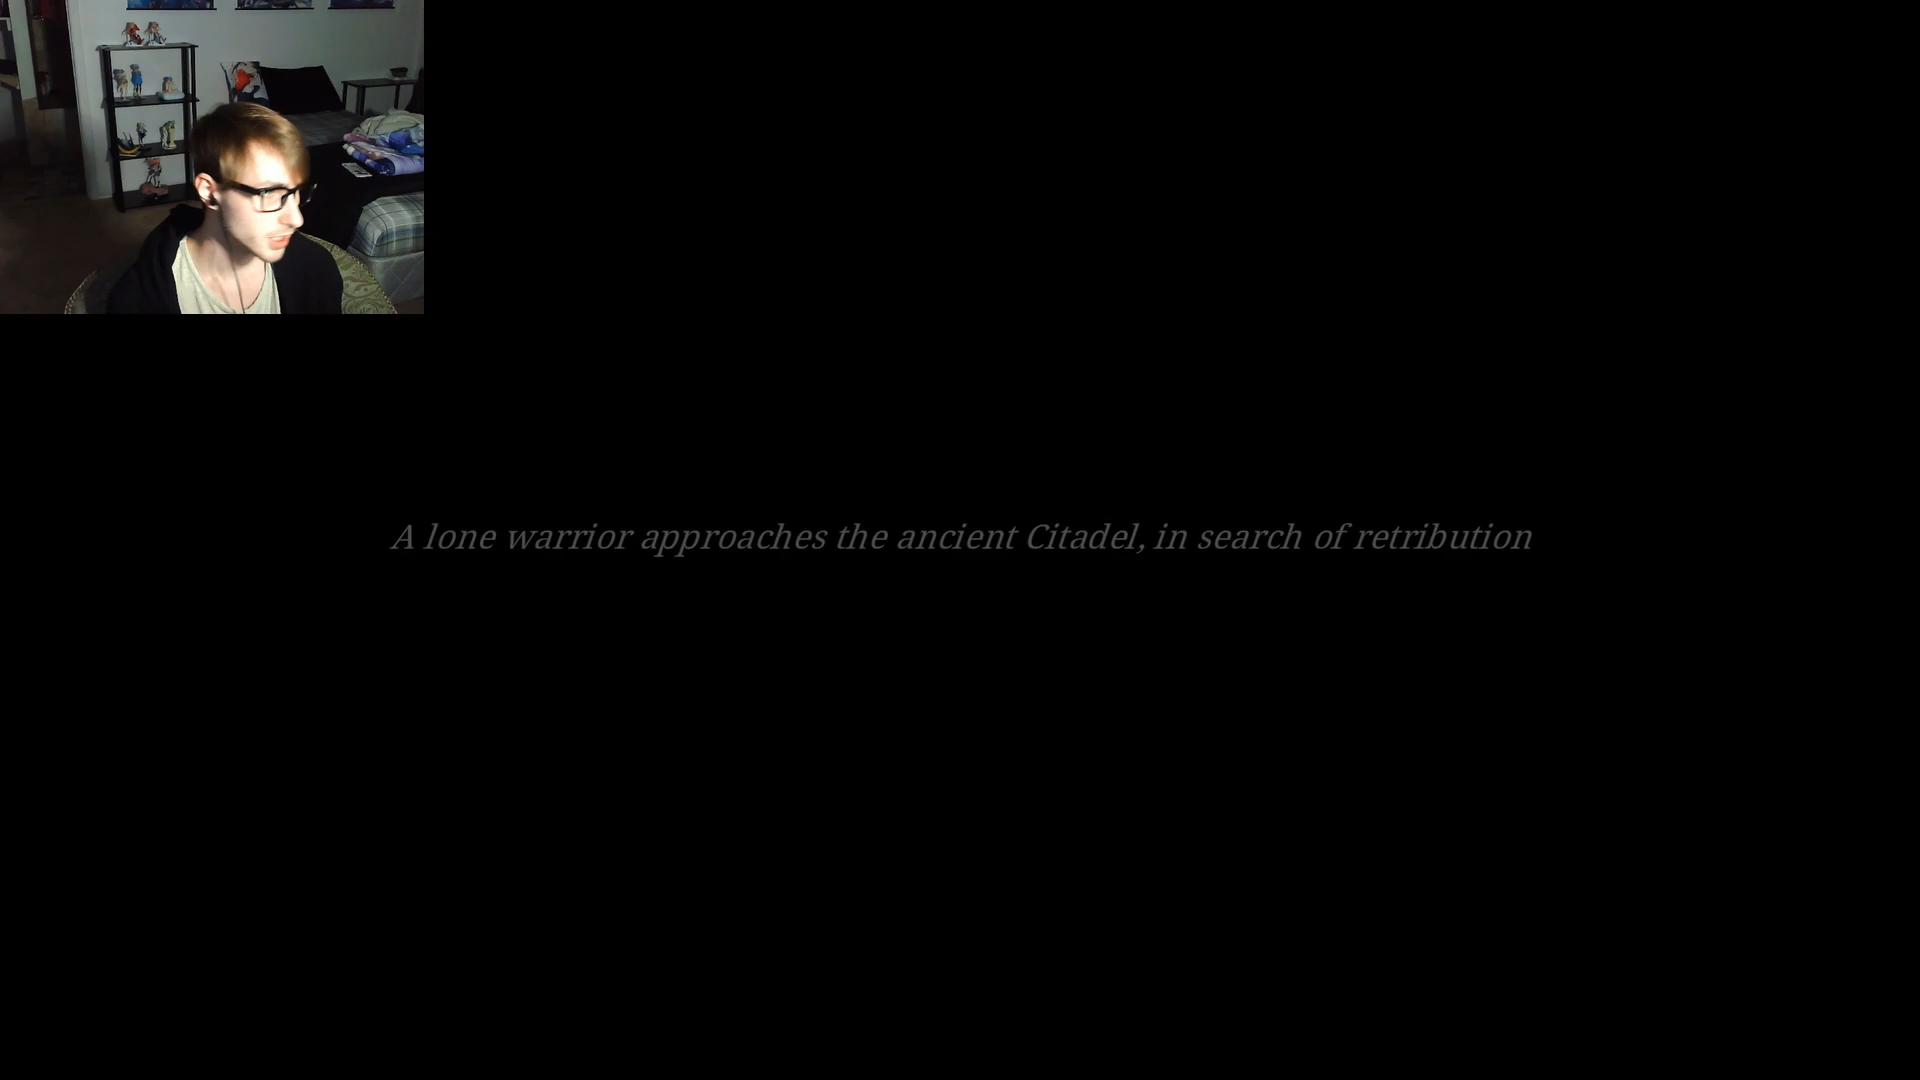 A lone warrior approaches the ancient Citadel, in search of retribution